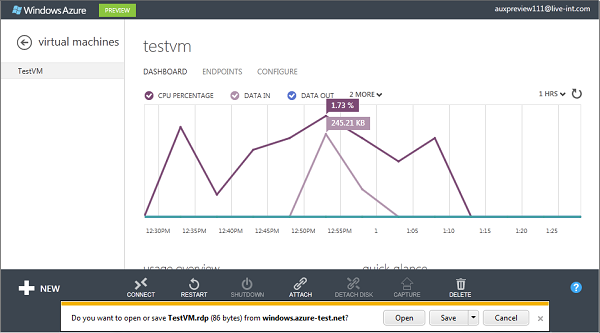 Windows Azure PREVIEW auxpreview111@live-int.com
virtual machines
TestVM
testvm
DASHBOARD ENDPOINTS CONFIGURE
CPU PERCENTAGE DATA IN DATA OUT 2 MORE 1 HRS
1.73 %
245.21 KB
12:30PM 12:35PM 12:40PM 12:45PM 12:50PM 12:55PM 1 1:05 1:10 1:15 1:20 1:25
usage overview quick glance
NEW CONNECT RESTART SHUTDOWN ATTACH DETACH DISK CAPTURE DELETE ?
Do you want to open or save TestVM.rdp (86 bytes) from windows.azure-test.net? Open Save Cancel ×